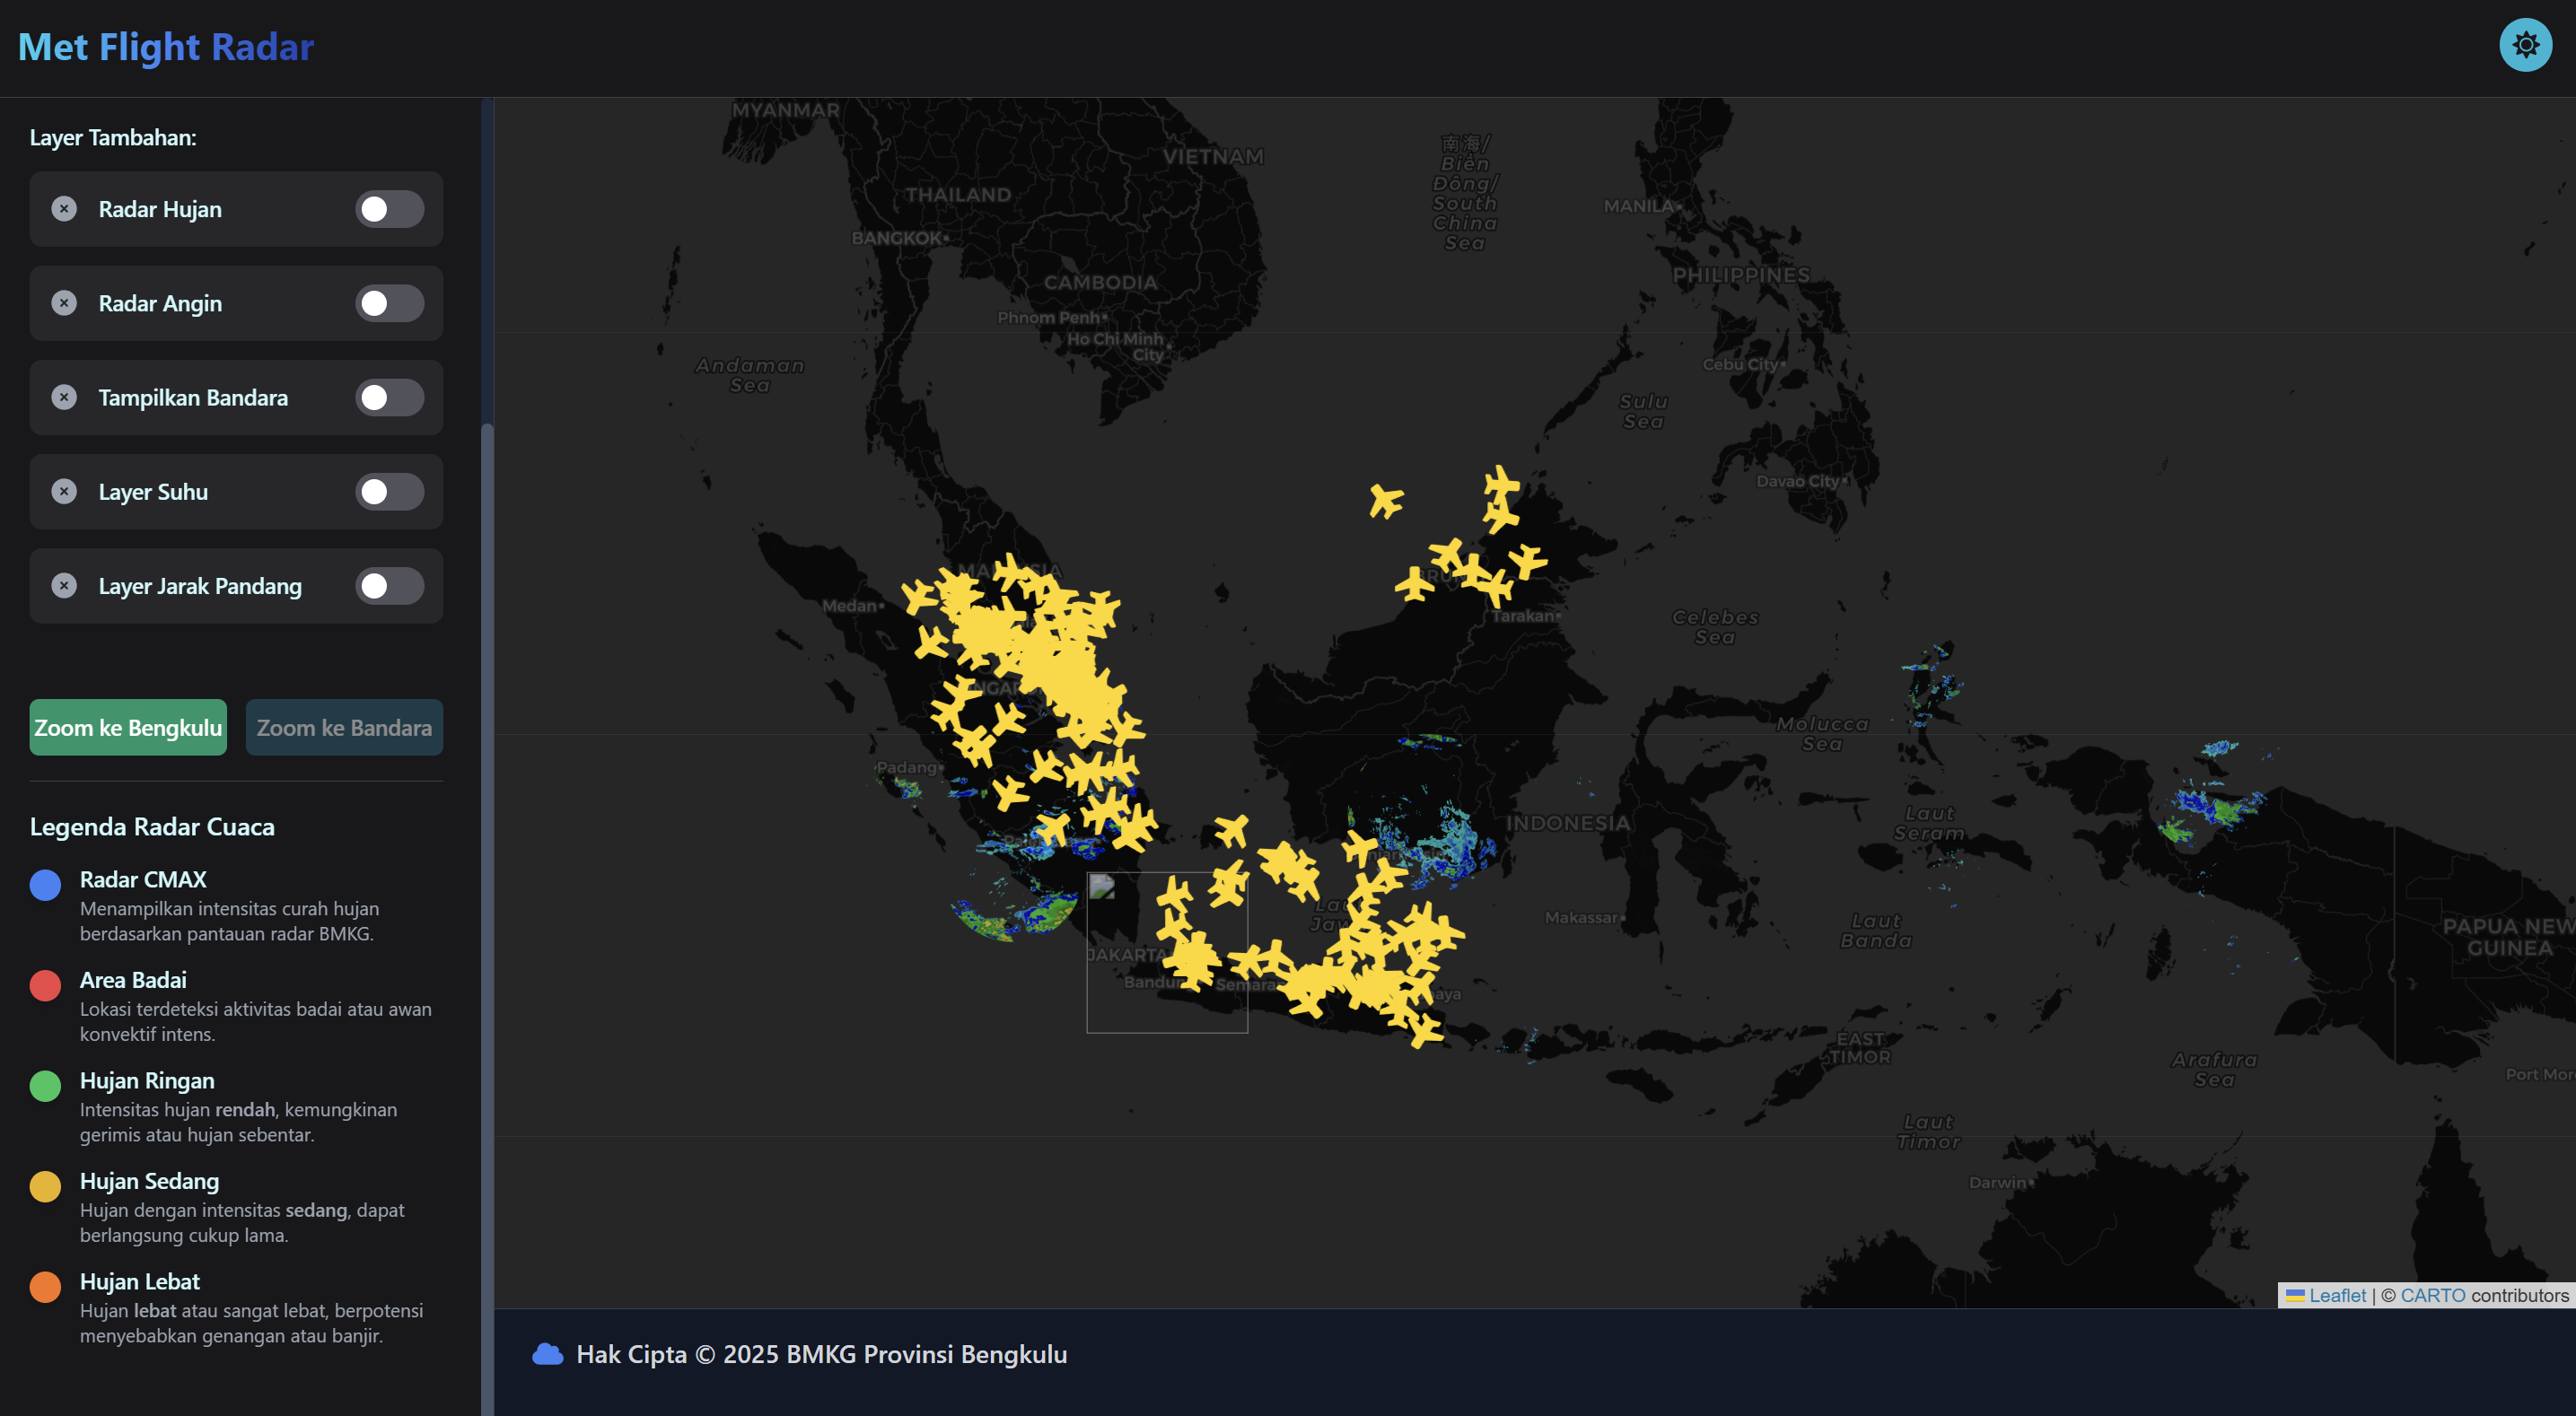 Met Flight Radar
Layer Tambahan:
Radar Hujan
Radar Angin
Tampilkan Bandara
Layer Suhu
Layer Jarak Pandang
Zoom ke Bengkulu
Zoom ke Bandara
Legenda Radar Cuaca
Radar CMAX
Menampilkan intensitas curah hujan
berdasarkan pantauan radar BMKG.
Area Badai
Lokasi terdeteksi aktivitas badai atau awan
konvektif intens.
Hujan Ringan
Intensitas hujan rendah, kemungkinan
gerimis atau hujan sebentar.
Hujan Sedang
Hujan dengan intensitas sedang, dapat
berlangsung cukup lama.
Hujan Lebat
Hujan lebat atau sangat lebat, berpotensi
menyebabkan genangan atau banjir.
MYANMAR
VIETNAM
THAILAND
BANGKOK
CAMBODIA
Phnom Penh
Ho Chi Minh
City
Andaman
Sea
南海/
Biển
Đông/
South
China
Sea
MANILA
PHILIPPINES
Cebu City
Sulu
Sea
Davao City
Medan
Tarakan
Celebes
Sea
Molucca
Sea
Padang
INDONESIA
Laut
Seram
Makassar
Laut
Banda
JAKARTA
PAPUA NEW
GUINEA
EAST
TIMOR
Arafura
Sea
Port Mor
Laut
Timor
Darwin
Leaflet | © CARTO contributors
Hak Cipta © 2025 BMKG Provinsi Bengkulu